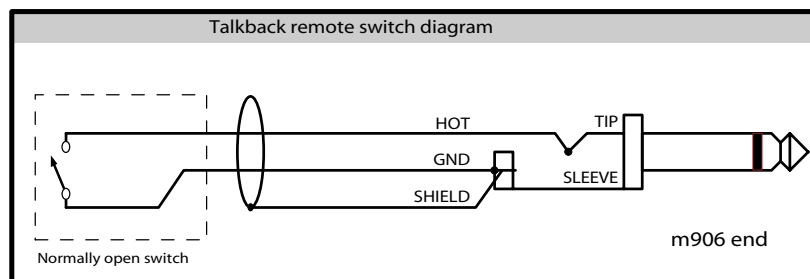 Talkback remote switch diagram
HOT
TIP
GND
SLEEVE
SHIELD
m906 end
Normally open switch